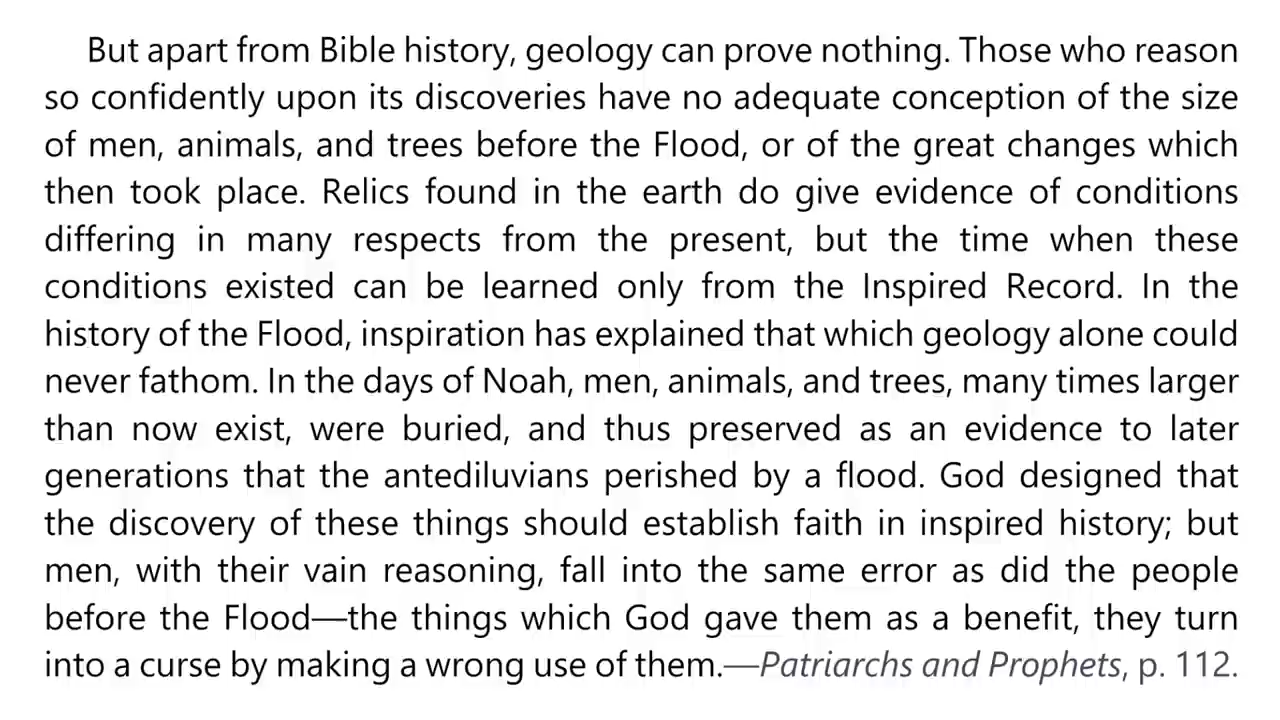 But apart from Bible history, geology can prove nothing. Those who reason
so confidently upon its discoveries have no adequate conception of the size
of men, animals, and trees before the Flood, or of the great changes which
then took place. Relics found in the earth do give evidence of conditions
differing in many respects from the present, but the time when these
conditions existed can be learned only from the Inspired Record. In the
history of the Flood, inspiration has explained that which geology alone could
never fathom. In the days of Noah, men, animals, and trees, many times larger
than now exist, were buried, and thus preserved as an evidence to later
generations that the antediluvians perished by a flood. God designed that
the discovery of these things should establish faith in inspired history; but
men, with their vain reasoning, fall into the same error as did the people
before the Flood—the things which God gave them as a benefit, they turn
into a curse by making a wrong use of them.—Patriarchs and Prophets, p. 112.